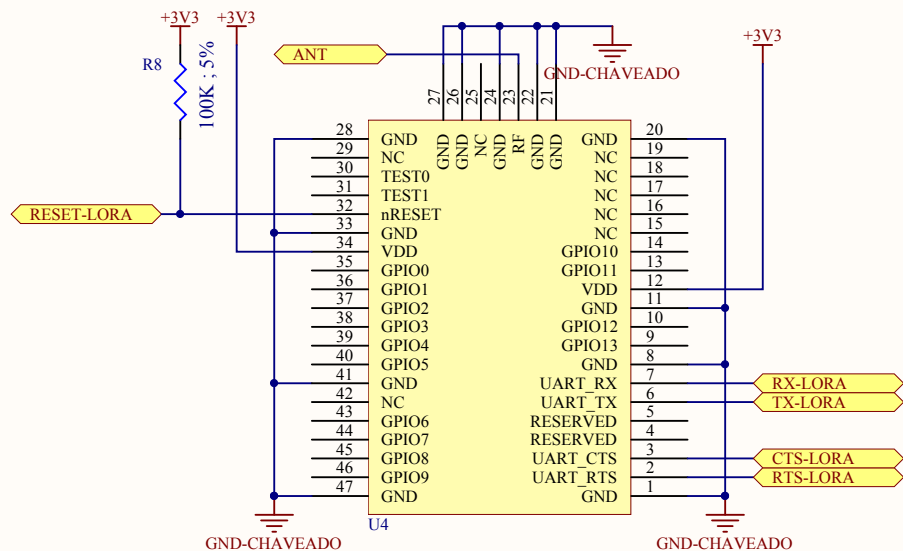 +3V3 +3V3
R8
100K ; 5%
ANT
GND-CHAVEADO
+3V3
27 26 25 24 23 22 21
GND GND NC GND RF GND GND
28 GND GND 20
29 NC NC 19
30 TEST0 NC 18
31 TEST1 NC 17
RESET-LORA 32 nRESET NC 16
33 GND NC 15
34 VDD GPIO10 14
35 GPIO0 GPIO11 13
36 GPIO1 VDD 12
37 GPIO2 GND 11
38 GPIO3 GPIO12 10
39 GPIO4 GPIO13 9
40 GPIO5 GND 8
41 GND UART_RX 7 RX-LORA
42 NC UART_TX 6 TX-LORA
43 GPIO6 RESERVED 5
44 GPIO7 RESERVED 4
45 GPIO8 UART_CTS 3 CTS-LORA
46 GPIO9 UART_RTS 2 RTS-LORA
47 GND GND 1
U4
GND-CHAVEADO GND-CHAVEADO